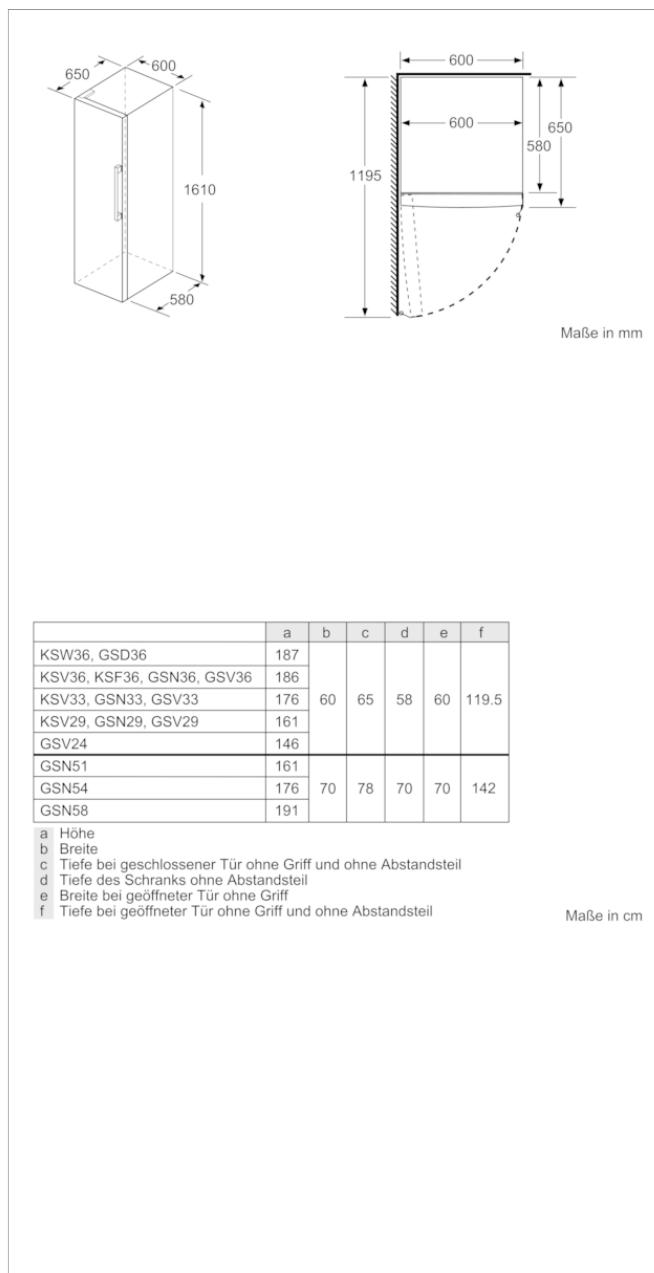 650
600
1610
580
600
600
580
650
1195
Maße in mm
a b c d e f
KSW36, GSD36 187
KSV36, KSF36, GSN36, GSV36 186
KSV33, GSN33, GSV33 176 60 65 58 60 119.5
KSV29, GSN29, GSV29 161
GSV24 146
GSN51 161
GSN54 176 70 78 70 70 142
GSN58 191
a Höhe
b Breite
c Tiefe bei geschlossener Tür ohne Griff und ohne Abstandsteil
d Tiefe des Schranks ohne Abstandsteil
e Breite bei geöffneter Tür ohne Griff
f Tiefe bei geöffneter Tür ohne Griff und ohne Abstandsteil
Maße in cm